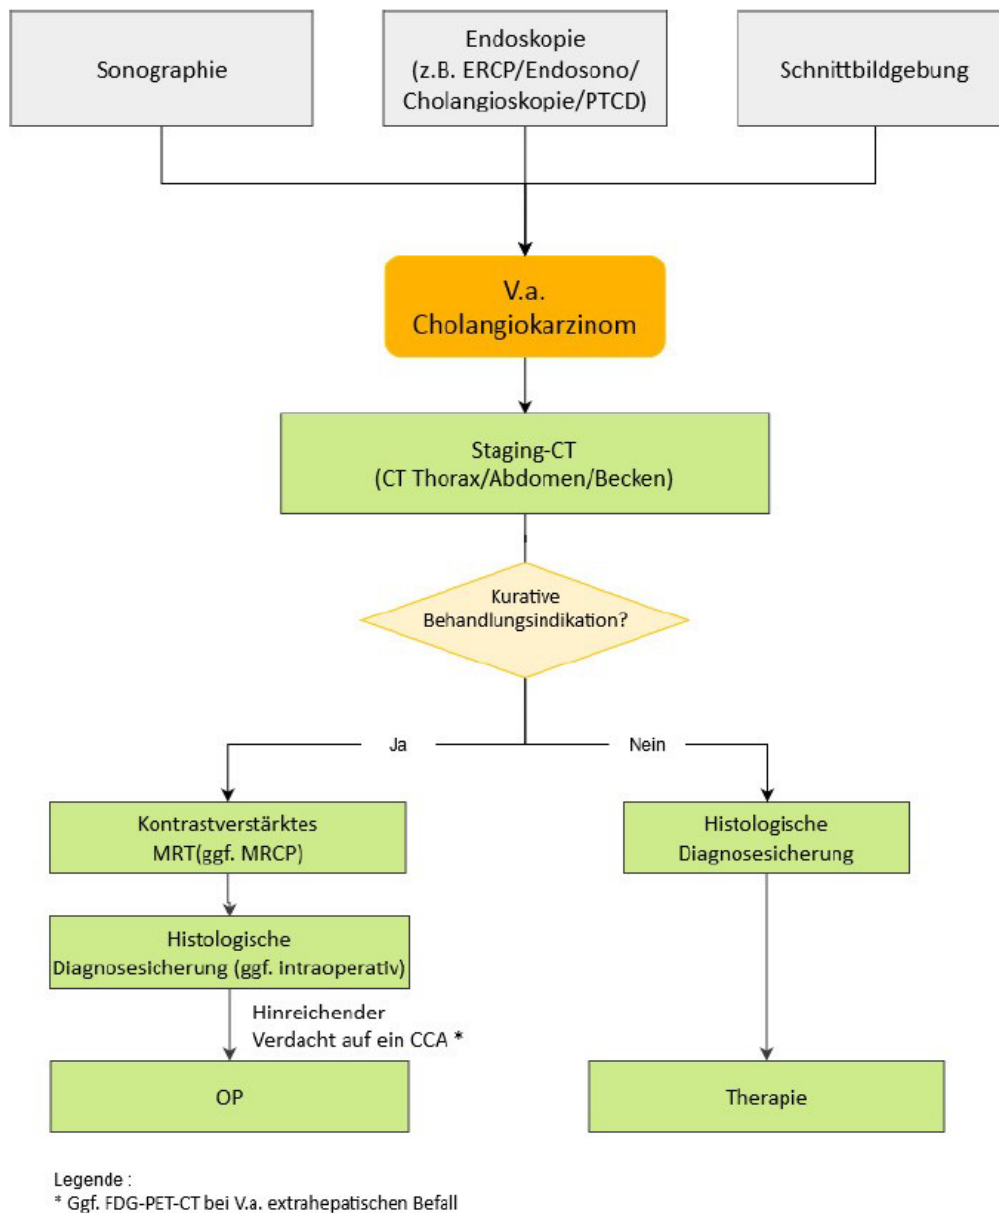 Sonographie
Endoskopie
(z.B. ERCP/Endosono/
Cholangioskopie/PTCD)
Schnittbildgebung
V.a.
Cholangiokarzinom
Staging-CT
(CT Thorax/Abdomen/Becken)
Kurative
Behandlungsindikation?
Ja
Nein
Kontrastverstärktes
MRT(ggf. MRCP)
Histologische
Diagnosesicherung
Histologische
Diagnosesicherung (ggf. intraoperativ)
Hinreichender
Verdacht auf ein CCA *
OP
Therapie
Legende :
* Ggf. FDG-PET-CT bei V.a. extrahepatischen Befall